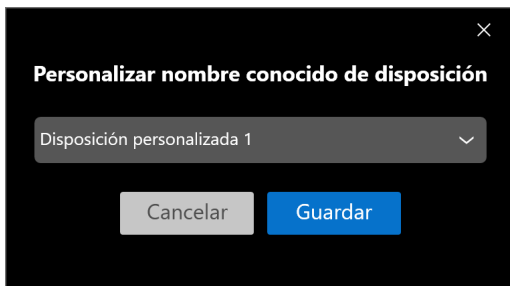 Personalizar nombre conocido de disposición
Disposición personalizada 1
Cancelar
Guardar